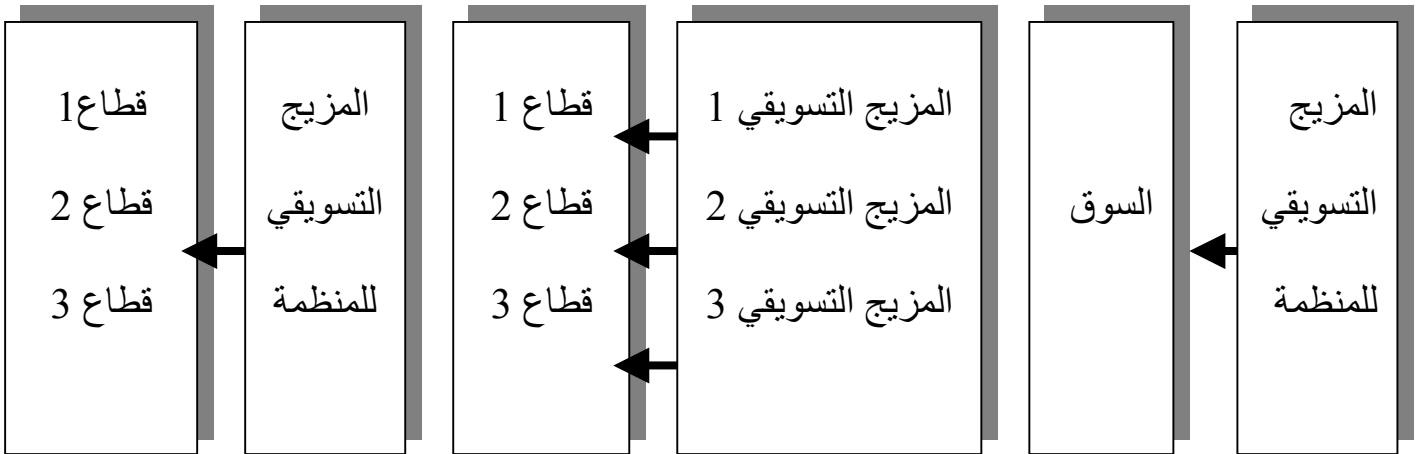 المزيج
التسويقي
للمنظمة
السوق
المزيج التسويقي 1
المزيج التسويقي 2
المزيج التسويقي 3
قطاع 1
قطاع 2
قطاع 3
المزيج
التسويقي
للمنظمة
قطاع1
قطاع 2
قطاع 3